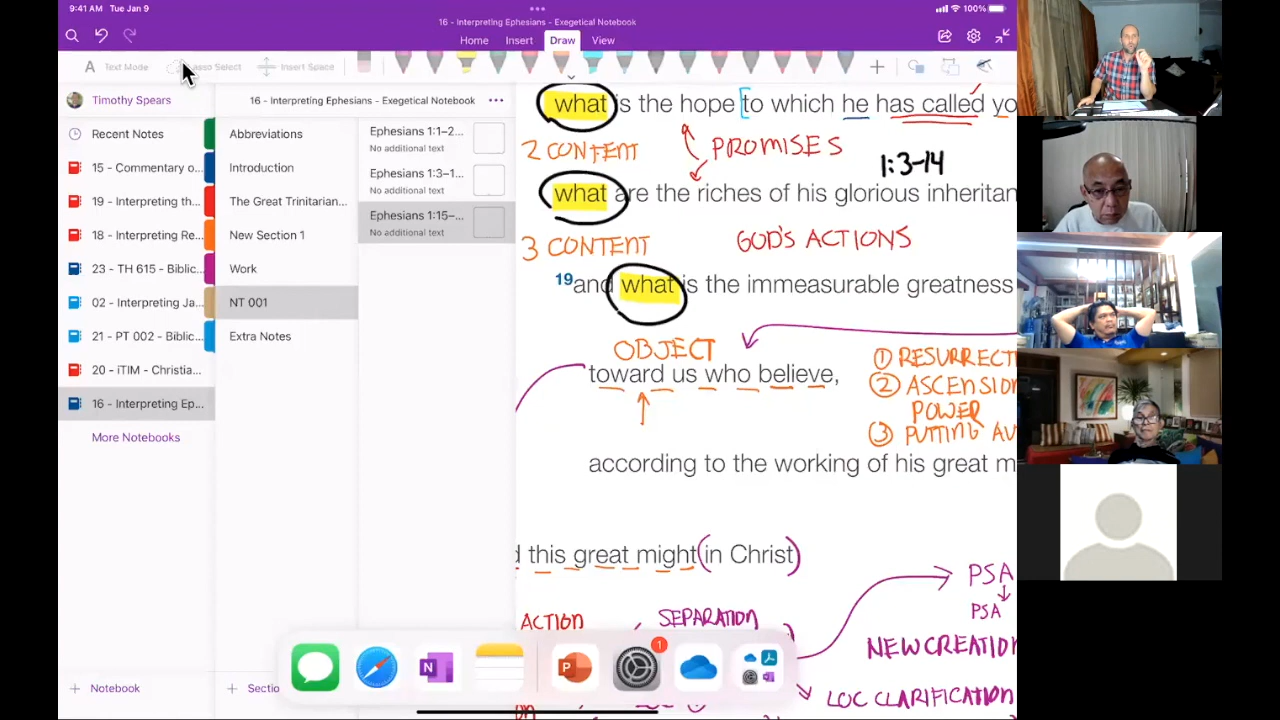 9:41 AM Tue Jan 9
100%
16 - Interpreting Ephesians - Exegetical Notebook
Home Insert Draw View
Text Mode Lasso Select Insert Space
Timothy Spears
Recent Notes
15 - Commentary o...
19 - Interpreting th...
18 - Interpreting Re...
23 - TH 615 - Biblic...
02 - Interpreting Ja...
21 - PT 002 - Biblic...
20 - iTIM - Christia...
16 - Interpreting Ep...
More Notebooks
+ Notebook
16 - Interpreting Ephesians - Exegetical Notebook
Abbreviations
Introduction
The Great Trinitarian...
New Section 1
Work
NT 001
Extra Notes
+ Sectio
Ephesians 1:1–2...
No additional text
Ephesians 1:3–1...
No additional text
Ephesians 1:15–...
No additional text
what is the hope [to which he has called yo
2 CONTENT
PROMISES
1:3-14
what are the riches of his glorious inheritan
3 CONTENT
GOD'S ACTIONS
19and what is the immeasurable greatness
OBJECT
toward us who believe,
① RESURRECTI
② ASCENSION
POWER
③ PUTTING AU
according to the working of his great m
d this great might (in Christ)
ACTION
SEPARATION
PSA
PSA
NEW CREATION
LOC CLARIFICATION
1